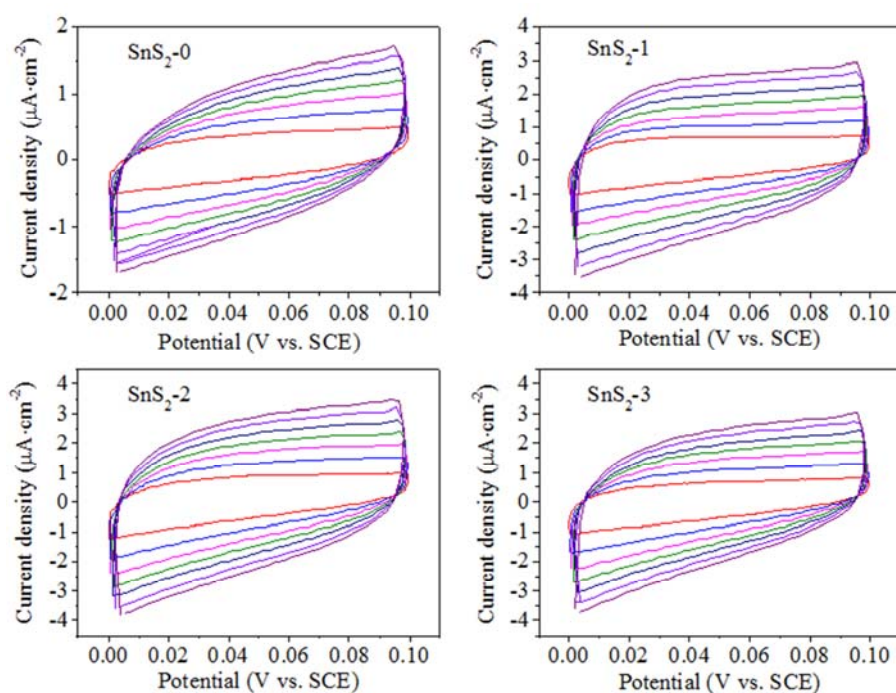 SnS2-0
2
1
0
-1
-2
0.00 0.02 0.04 0.06 0.08 0.10
Potential (V vs. SCE)
Current density (μA·cm-2)
SnS2-1
4
3
2
1
0
-1
-2
-3
-4
0.00 0.02 0.04 0.06 0.08 0.10
Potential (V vs. SCE)
Current density (μA·cm-2)
SnS2-2
4
3
2
1
0
-1
-2
-3
-4
0.00 0.02 0.04 0.06 0.08 0.10
Potential (V vs. SCE)
Current density (μA·cm-2)
SnS2-3
4
3
2
1
0
-1
-2
-3
-4
0.00 0.02 0.04 0.06 0.08 0.10
Potential (V vs. SCE)
Current density (μA·cm-2)